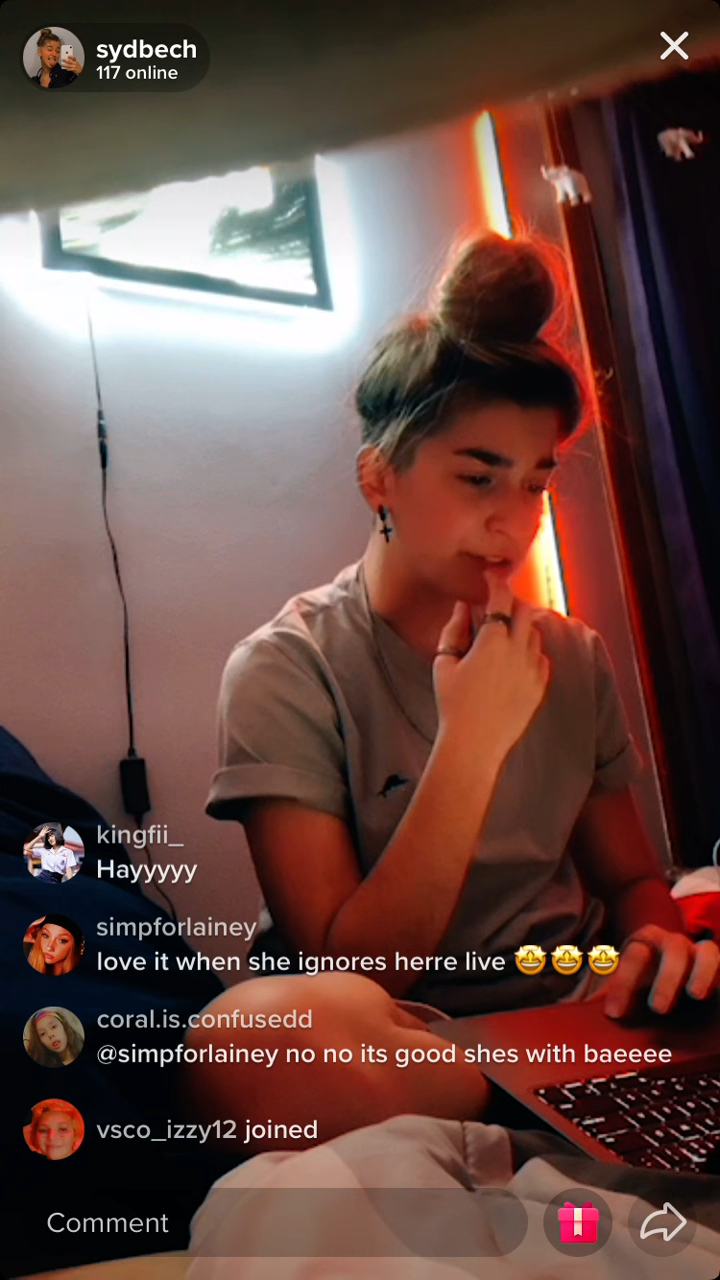 sydbech
117 online
kingfii_
Hayyyyy
simpforlainey
love it when she ignores herre live 🤩🤩🤩
coral.is.confusedd
@simpforlainey no no its good shes with baeeee
vsco_izzy12 joined
Comment